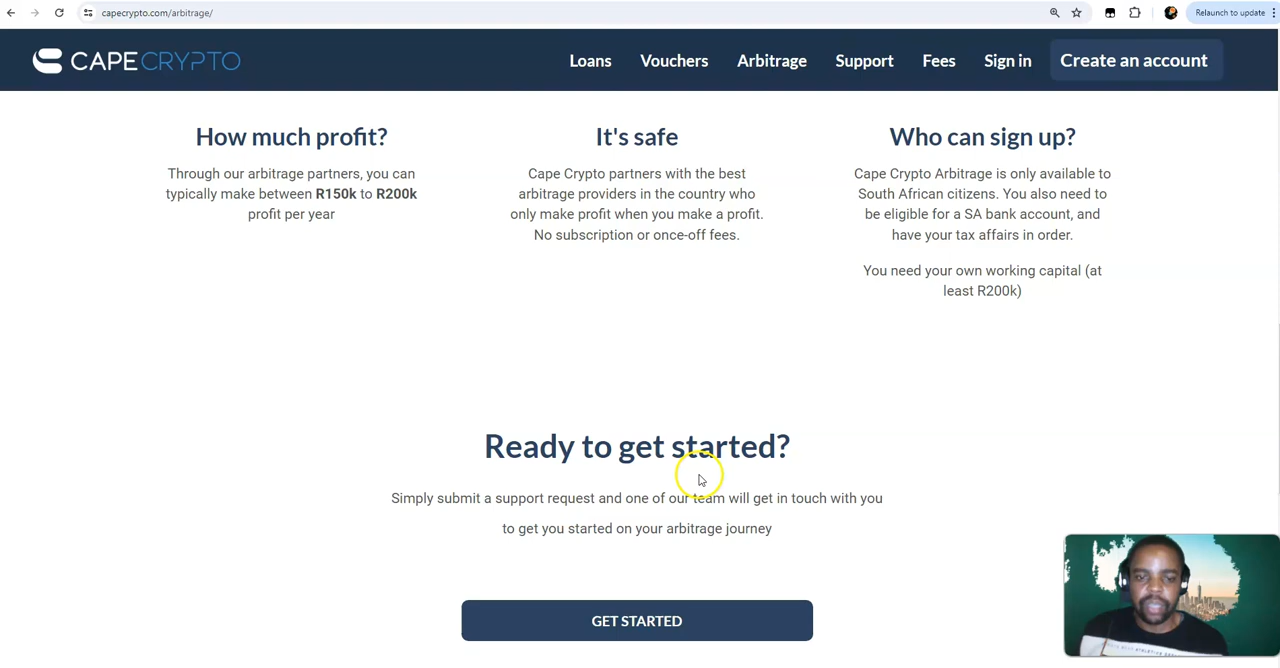 capecrypto.com/arbitrage/
Relaunch to update
CAPECRYPTO
Loans
Vouchers
Arbitrage
Support
Fees
Sign in
Create an account
How much profit?
Through our arbitrage partners, you can
typically make between R150k to R200k
profit per year
It's safe
Cape Crypto partners with the best
arbitrage providers in the country who
only make profit when you make a profit.
No subscription or once-off fees.
Who can sign up?
Cape Crypto Arbitrage is only available to
South African citizens. You also need to
be eligible for a SA bank account, and
have your tax affairs in order.
You need your own working capital (at
least R200k)
Ready to get started?
Simply submit a support request and one of our team will get in touch with you
to get you started on your arbitrage journey
GET STARTED